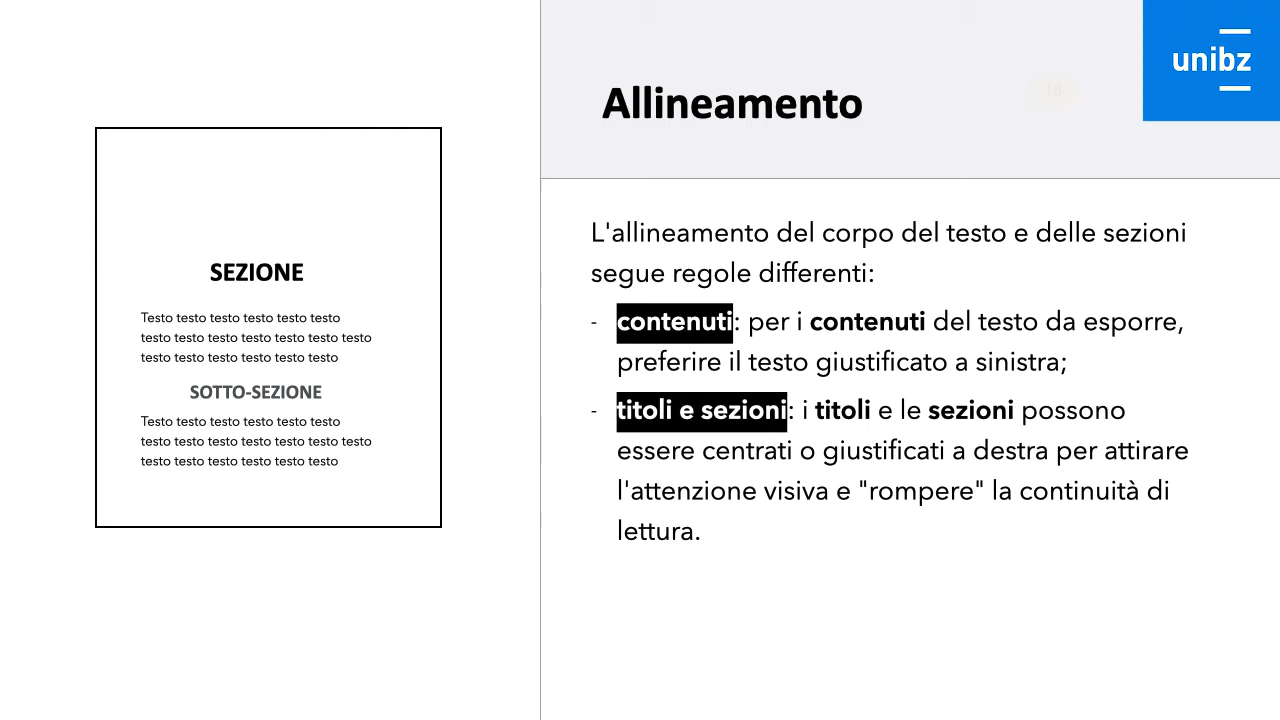 unibz
Allineamento
SEZIONE
Testo testo testo testo testo testo
testo testo testo testo testo testo testo
testo testo testo testo testo testo
SOTTO-SEZIONE
Testo testo testo testo testo testo
testo testo testo testo testo testo testo
testo testo testo testo testo testo
L'allineamento del corpo del testo e delle sezioni
segue regole differenti:
- contenuti: per i contenuti del testo da esporre,
preferire il testo giustificato a sinistra;
- titoli e sezioni: i titoli e le sezioni possono
essere centrati o giustificati a destra per attirare
l'attenzione visiva e "rompere" la continuità di
lettura.